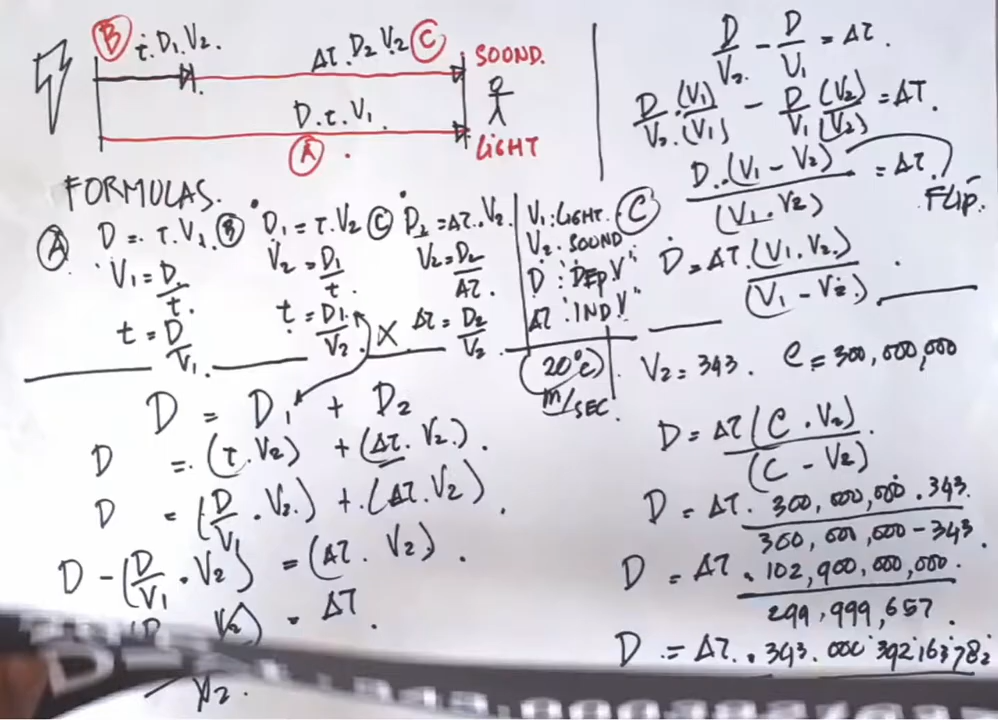 B t. D₁. V₂. ΔT. D₂ V.2 C SOOND.
D. t. V₁.
A LiGHT
FORMULAS.
A D = T. V₁. B D₁ = T. V₂ C D₂ = ΔT. V₂
V₁ = D/t. V₂ = D₁/t. V₂ = D₂/ΔT.
t = D/V₁. t = D₁/V₂. X ΔT = D₂/V₂
V₁: LiGHT. C
V₂. SOUND
D : "DEP V"
ΔT : "IND V"
D = D₁ + D₂
D = (T. V₂) + (ΔT. V₂).
D = (D/V₁ . V₂.) + (ΔT. V₂)
D - (D/V₁ . V₂) = (ΔT. V₂).
V₂) = ΔT.
V₂.
D/V₂ - D/V₁ = ΔT.
D/V₂ . (V₁)/(V₁) - D/V₁ (V₂)/(V₂) = ΔT.
D.(V₁ - V₂)/(V₁. V₂) = ΔT.
FLIP.
D = ΔT. (V₁. V₂.)/(V₁ - V₂.).
(20°C) V₂ = 343. C = 300,000,000
m/SEC.
D = ΔT (C . V₂)/(C - V₂).
D = ΔT. 300,000,000 . 343./300,000,000 - 343
D = ΔT . 102,900,000,000./299,999,657.
D = ΔT. . 343. 000 392163782